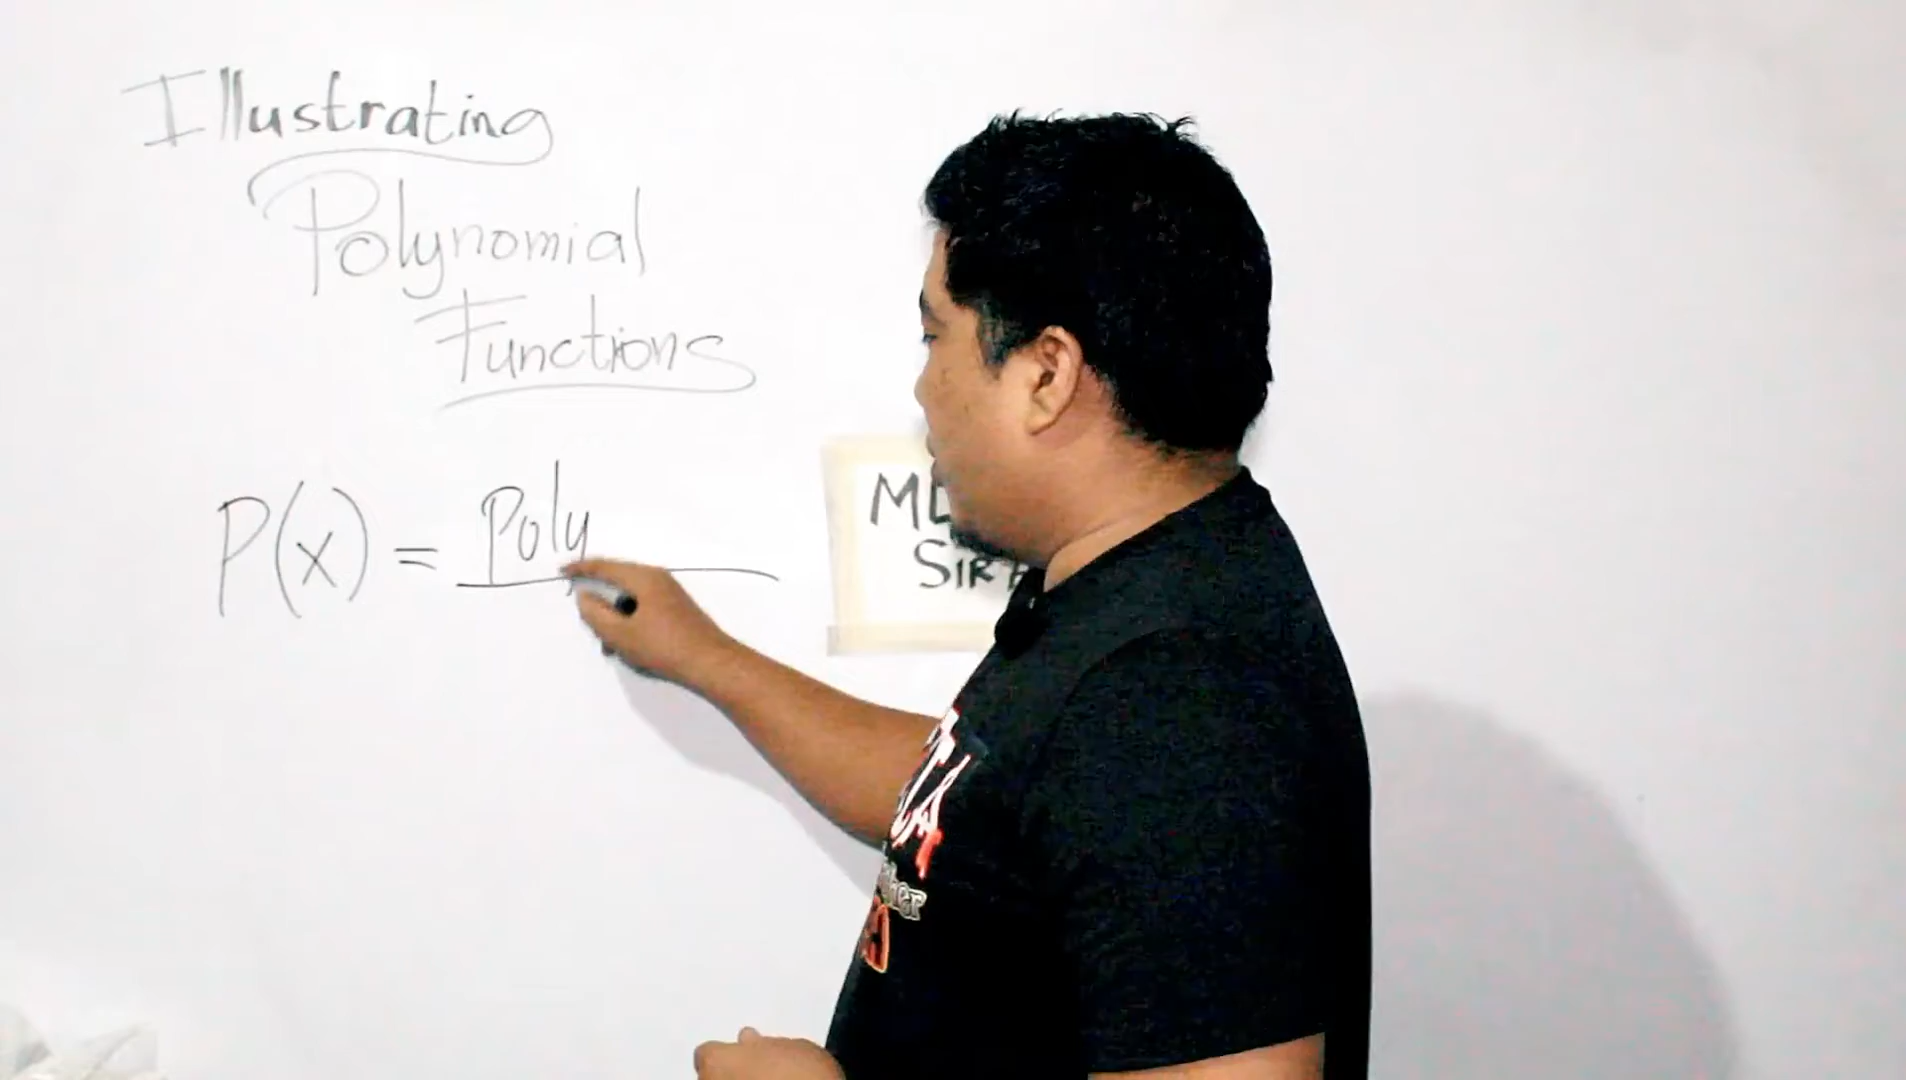 Illustrating
Polynomial
Functions
P(x) = Poly